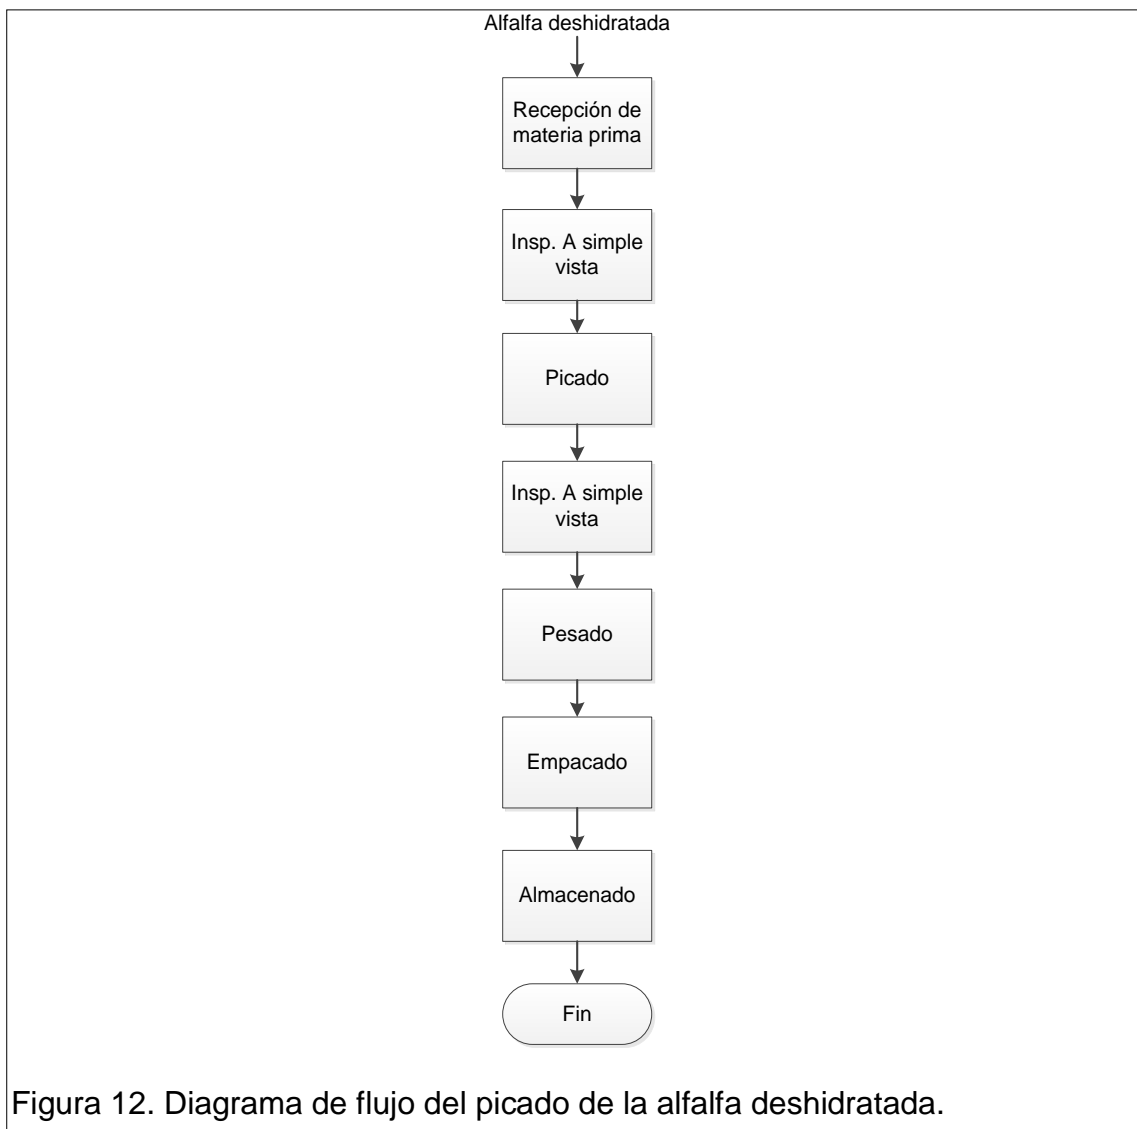 Alfalfa deshidratada
Recepción de
materia prima
Insp. A simple
vista
Picado
Insp. A simple
vista
Pesado
Empacado
Almacenado
Fin
Figura 12. Diagrama de flujo del picado de la alfalfa deshidratada.